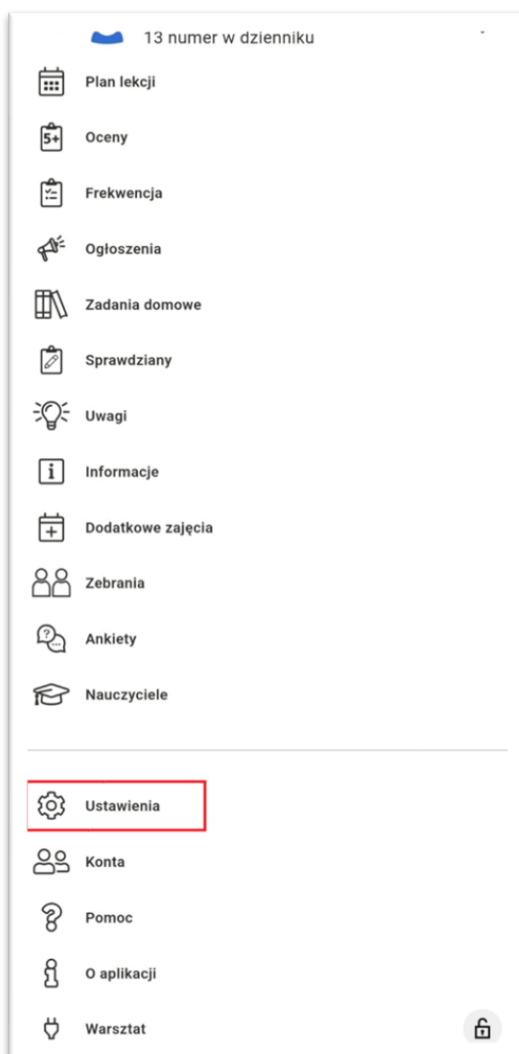 13 numer w dzienniku
Plan lekcji
5+
Oceny
Frekwencja
Ogłoszenia
Zadania domowe
Sprawdziany
Uwagi
i
Informacje
Dodatkowe zajęcia
Zebrania
?
...
Ankiety
Nauczyciele
Ustawienia
Konta
?
Pomoc
i
O aplikacji
Warsztat